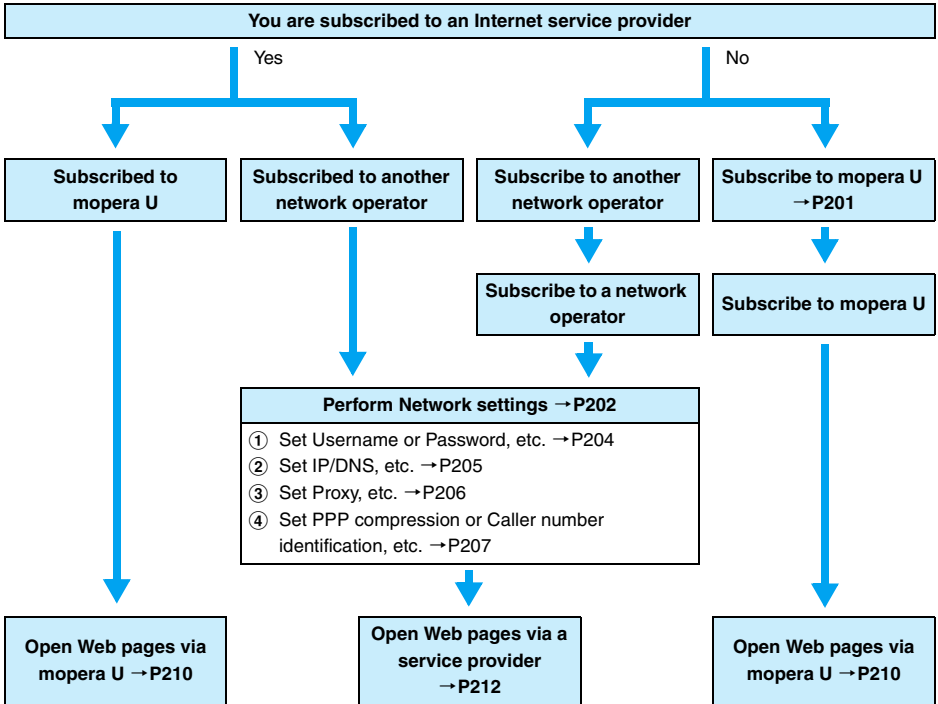 You are subscribed to an Internet service provider
Yes
No
Subscribed to
mopera U
Subscribed to another
network operator
Subscribe to another
network operator
Subscribe to mopera U
→P201
Subscribe to a network
operator
Subscribe to mopera U
Perform Network settings →P202
① Set Username or Password, etc. →P204
② Set IP/DNS, etc. →P205
③ Set Proxy, etc. →P206
④ Set PPP compression or Caller number
identification, etc. →P207
Open Web pages via
mopera U →P210
Open Web pages via a
service provider
→P212
Open Web pages via
mopera U →P210